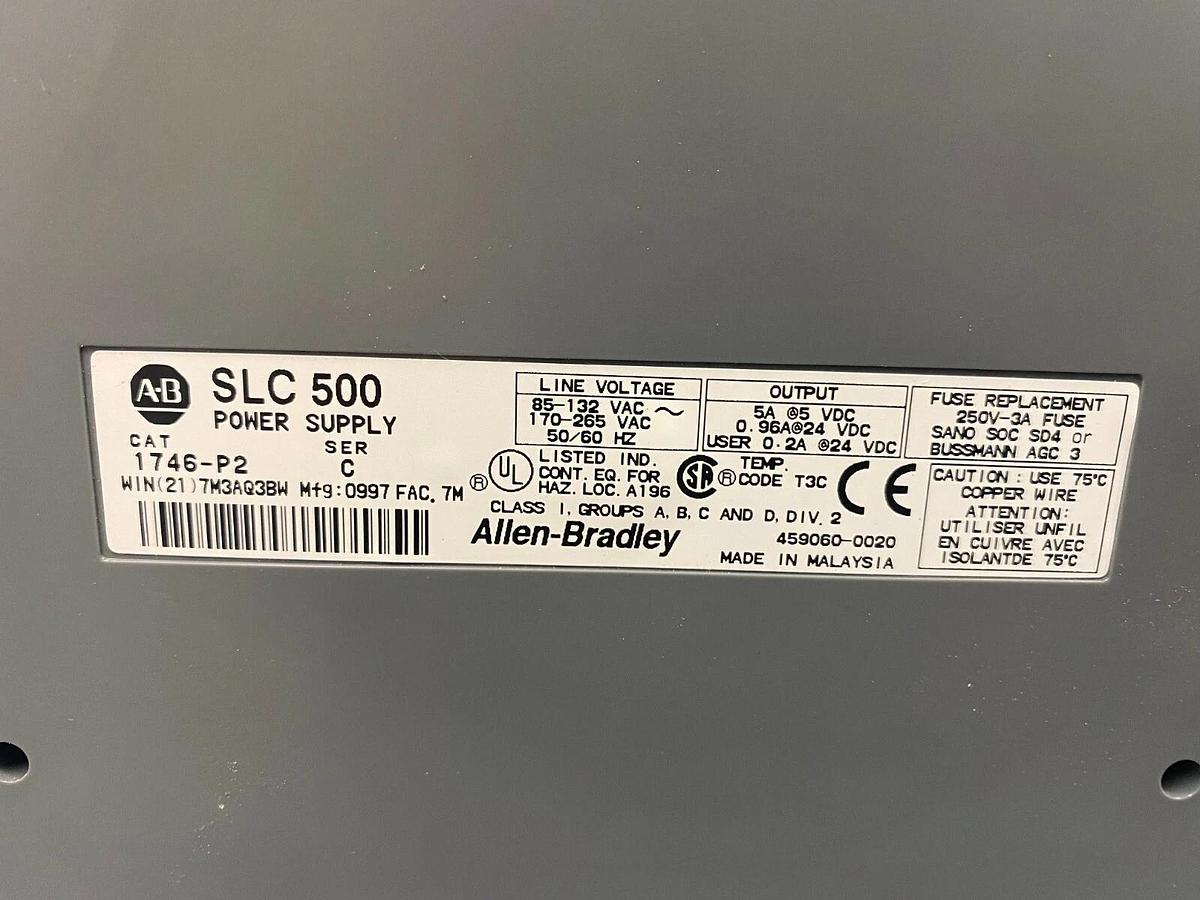 A-B
SLC 500
POWER SUPPLY
CAT
SER
1746-P2
C
WIN(21)7M3AQ3BW Mfg:0997 FAC. 7M
LINE VOLTAGE
85-132 VAC ~
170-265 VAC
50/60 HZ
OUTPUT
5A @5 VDC
0.96A@24 VDC
USER 0.2A @24 VDC
FUSE REPLACEMENT
250V-3A FUSE
SANO SOC SD4 or
BUSSMANN AGC 3
® UL
LISTED IND.
CONT. EQ. FOR
HAZ. LOC. A196
SA ®
TEMP.
CODE T3C
CE
CLASS I, GROUPS A, B, C AND D, DIV. 2
Allen-Bradley
459060-0020
MADE IN MALAYSIA
CAUTION : USE 75°C
COPPER WIRE
ATTENTION:
UTILISER UNFIL
EN CUIVRE AVEC
ISOLANTDE 75°C